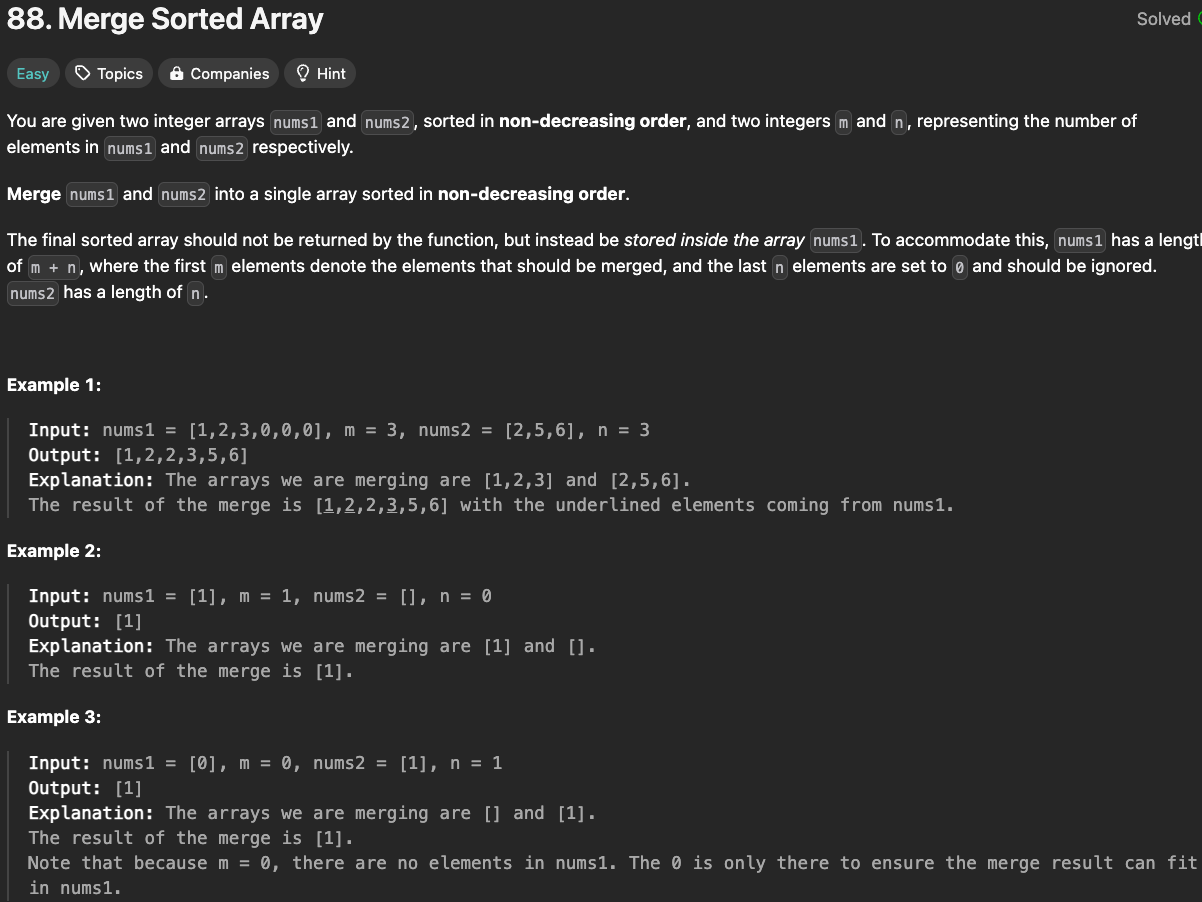 88. Merge Sorted Array
Solved
Easy Topics Companies Hint
You are given two integer arrays nums1 and nums2, sorted in non-decreasing order, and two integers m and n, representing the number of
elements in nums1 and nums2 respectively.
Merge nums1 and nums2 into a single array sorted in non-decreasing order.
The final sorted array should not be returned by the function, but instead be stored inside the array nums1. To accommodate this, nums1 has a lengt
of m + n, where the first m elements denote the elements that should be merged, and the last n elements are set to 0 and should be ignored.
nums2 has a length of n.
Example 1:
Input: nums1 = [1,2,3,0,0,0], m = 3, nums2 = [2,5,6], n = 3
Output: [1,2,2,3,5,6]
Explanation: The arrays we are merging are [1,2,3] and [2,5,6].
The result of the merge is [1,2,2,3,5,6] with the underlined elements coming from nums1.
Example 2:
Input: nums1 = [1], m = 1, nums2 = [], n = 0
Output: [1]
Explanation: The arrays we are merging are [1] and [].
The result of the merge is [1].
Example 3:
Input: nums1 = [0], m = 0, nums2 = [1], n = 1
Output: [1]
Explanation: The arrays we are merging are [] and [1].
The result of the merge is [1].
Note that because m = 0, there are no elements in nums1. The 0 is only there to ensure the merge result can fit
in nums1.